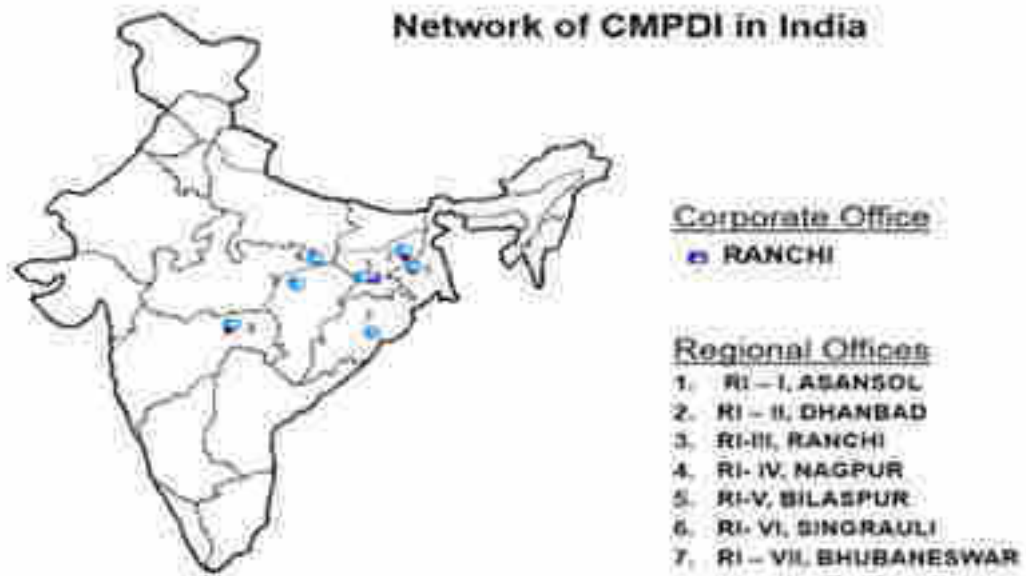 Network of CMPDI in India
Corporate Office
RANCHI
Regional Offices
1. RI – I, ASANSOL
2. RI – II, DHANBAD
3. RI-III, RANCHI
4. RI- IV, NAGPUR
5. RI-V, BILASPUR
6. RI- VI, SINGRAULI
7. RI – VII, BHUBANESWAR